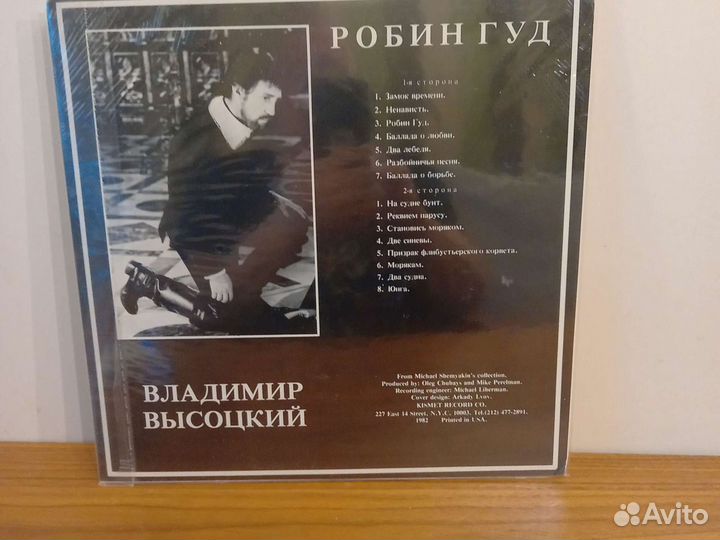 РОБИН ГУД
1-я сторона
1. Замок времени.
2. Ненависть.
3. Робин Гуд.
4. Баллада о любви.
5. Два лебедя.
6. Разбойничья песня.
7. Баллада о борьбе.
2-я сторона
1. На судне бунт.
2. Реквием парусу.
3. Становись моряком.
4. Две синевы.
5. Призрак флибустьерского корвета.
6. Морякам.
7. Два судна.
8. Юнга.
ВЛАДИМИР
ВЫСОЦКИЙ
From Michael Shemyakin's collection.
Produced by: Oleg Chubays and Mike Perelman.
Recording engineer: Michael Liberman.
Cover design: Arkady Lvov.
KISMET RECORD CO.
227 East 14 Street, N.Y.C. 10003. Tel.(212) 477-2891.
1982 Printed in USA.
Avito